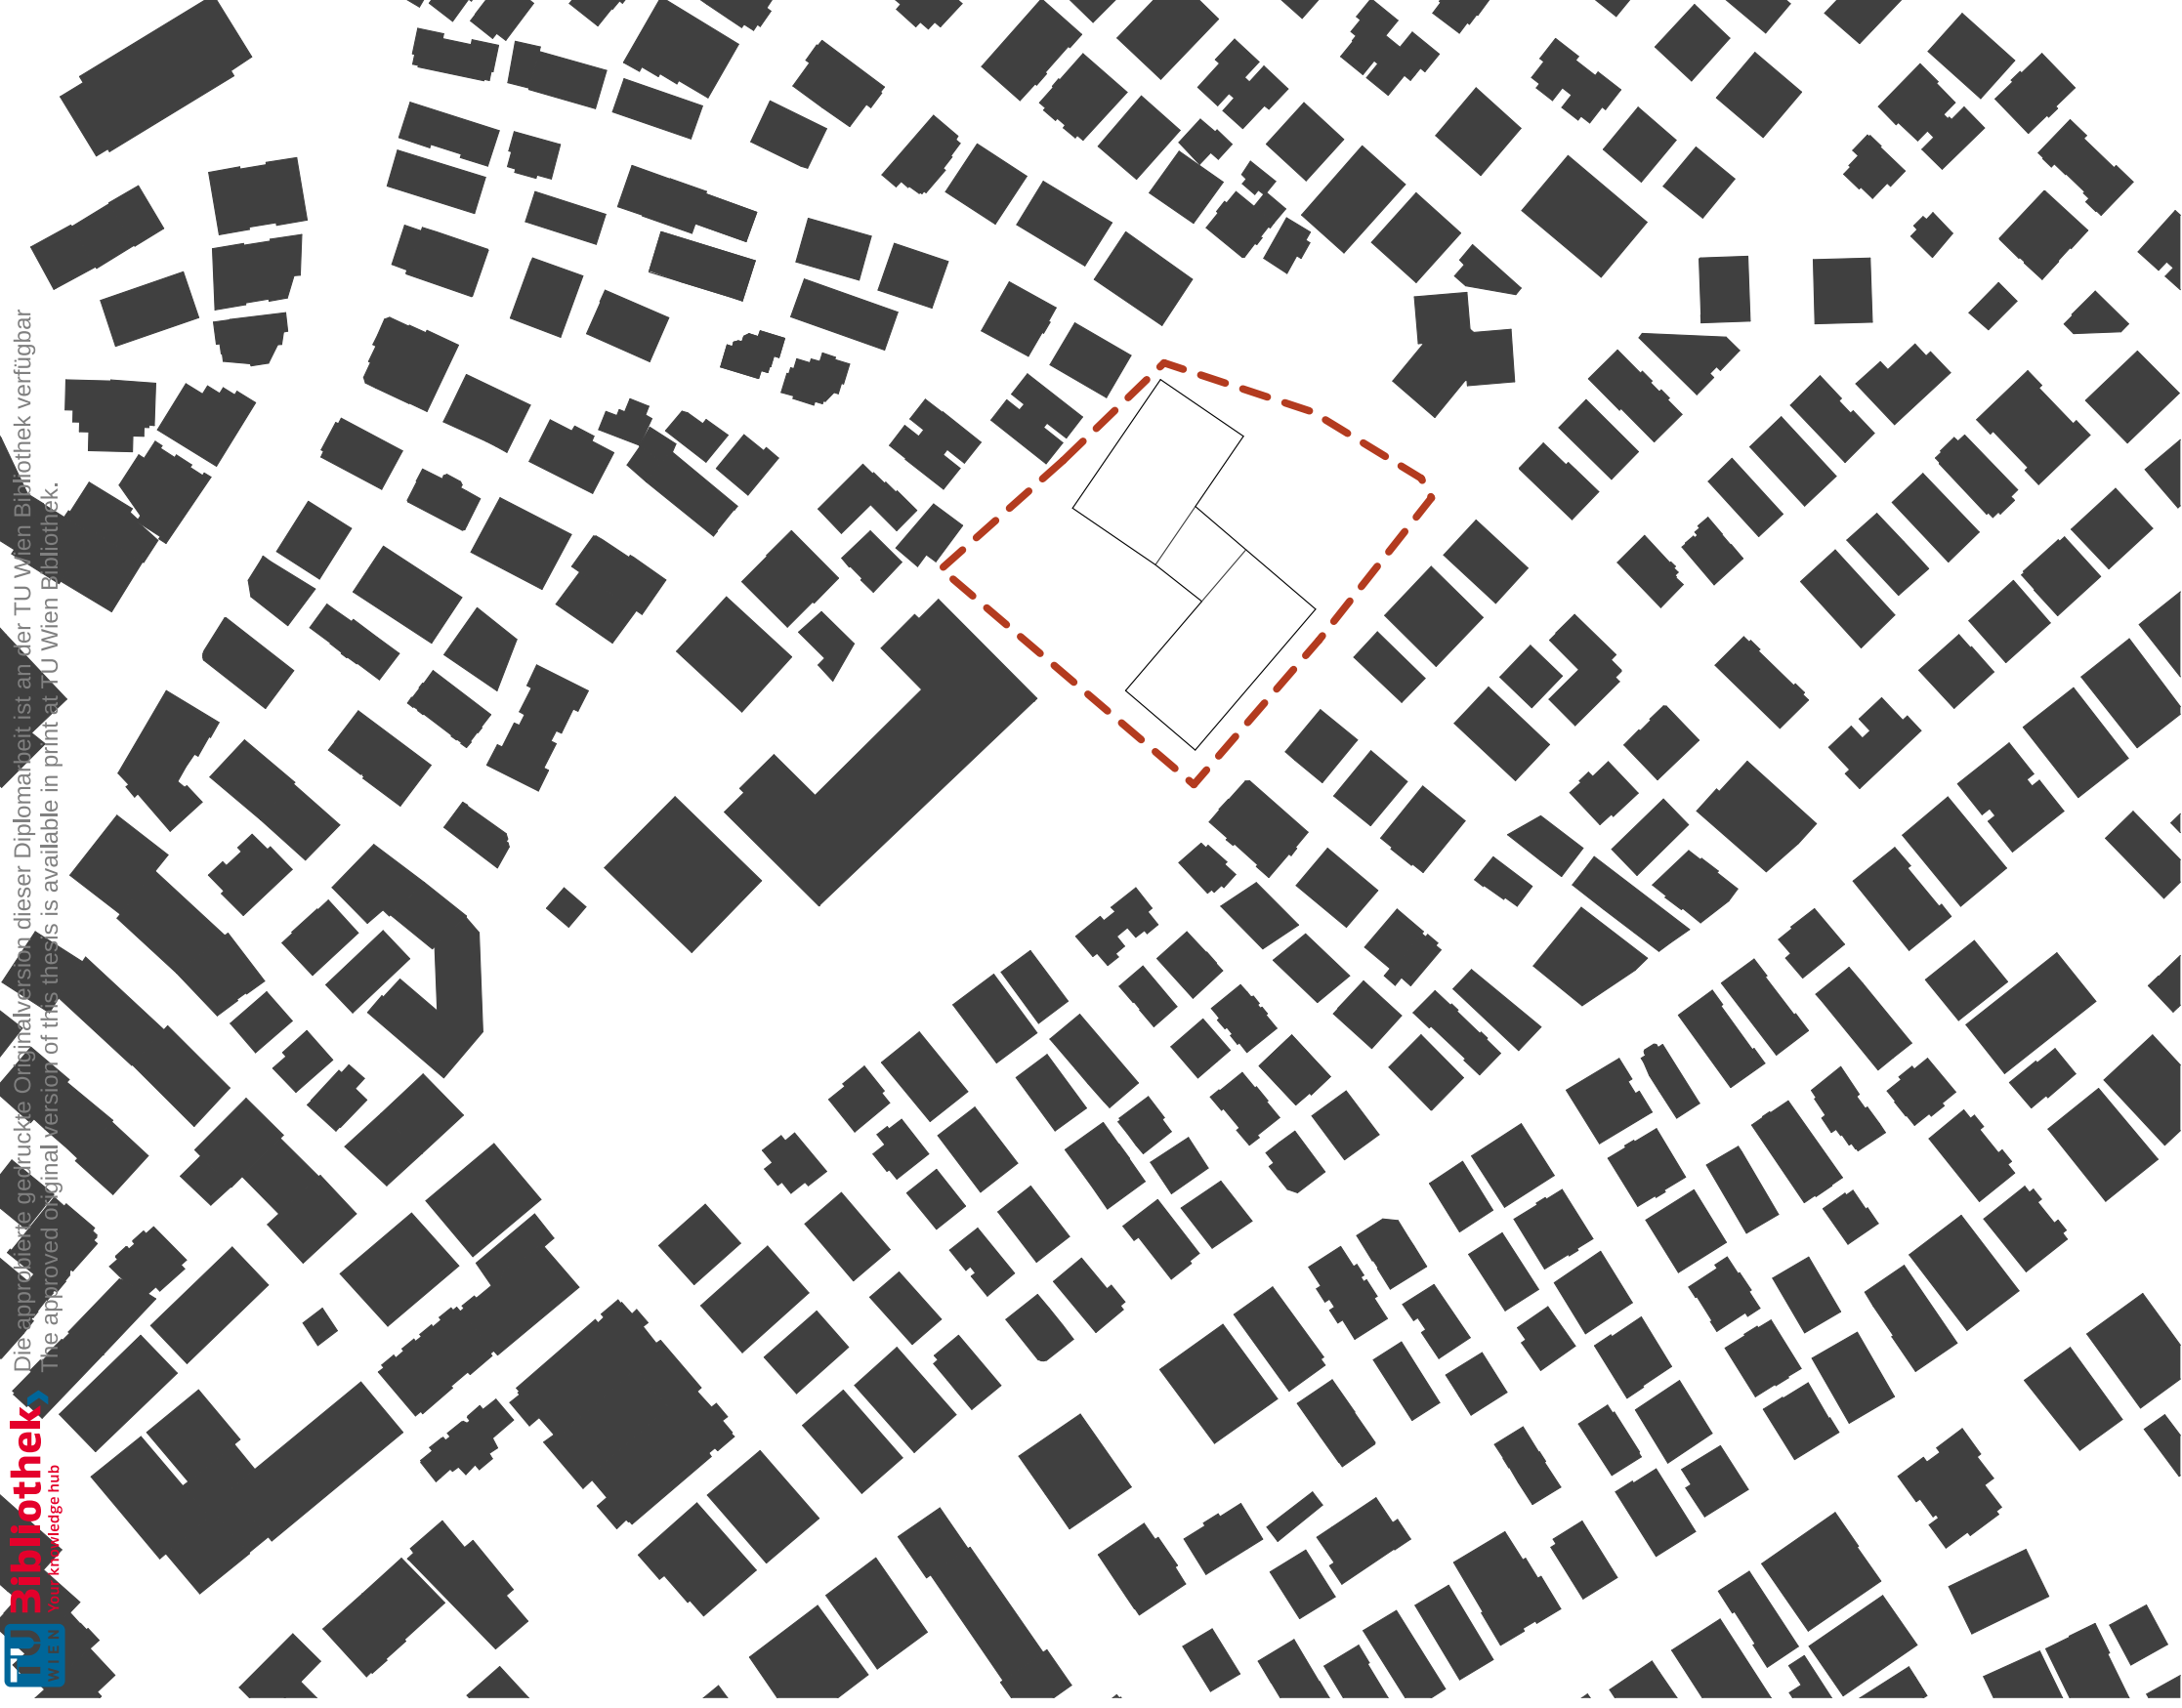 Die approbierte gedruckte Originalversion dieser Diplomarbeit ist an der TU Wien Bibliothek verfügbar
The approved original version of this thesis is available in print at TU Wien Bibliothek.
TU
WIEN
Bibliothek
Your knowledge hub